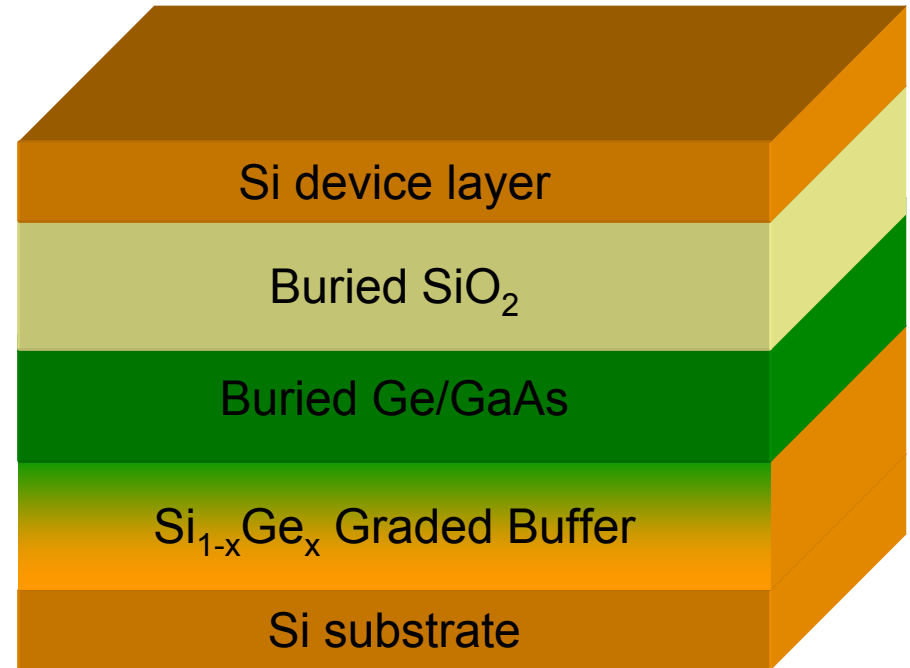 Si device layer
Buried SiO₂
Buried Ge/GaAs
Si₁₋ₓGeₓ Graded Buffer
Si substrate